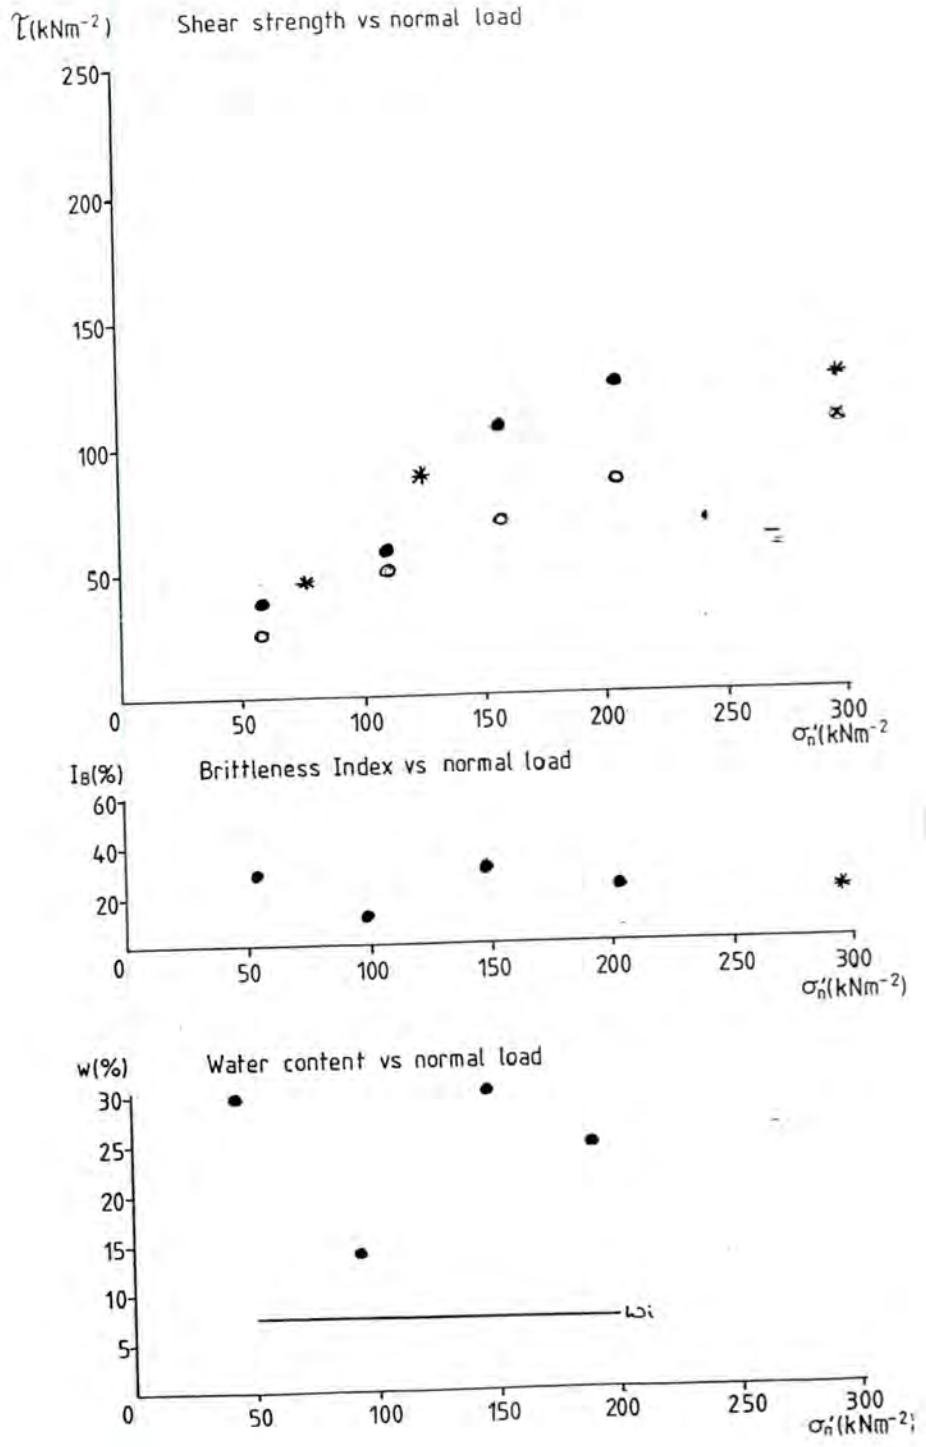 τ(kNm⁻²) Shear strength vs normal load
250
200
150
100
50
0 50 100 150 200 250 300
σn'(kNm⁻²
IB(%) Brittleness Index vs normal load
60
40
20
0 50 100 150 200 250 300
σn'(kNm⁻²)
w(%) Water content vs normal load
30
25
20
15
10
wi
5
0 50 100 150 200 250 300
σn'(kNm⁻²)